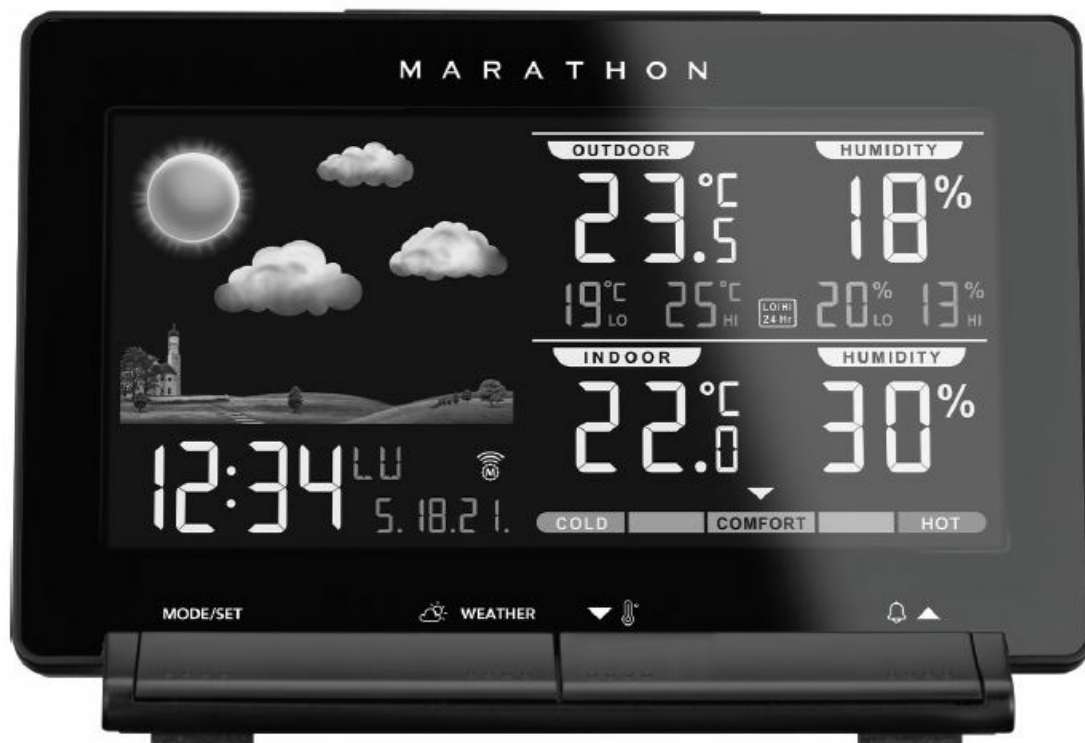 MARATHON
OUTDOOR HUMIDITY
23.5°C 18%
19°C LO 25°C HI LO/HI 24 Hr 20% LO 13% HI
INDOOR HUMIDITY
22.0°C 30%
COLD COMFORT HOT
12:34 LU
M
5.18.21.
MODE/SET WEATHER